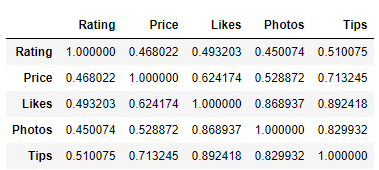 Rating Price Likes Photos Tips
Rating 1.000000 0.468022 0.493203 0.450074 0.510075
Price 0.468022 1.000000 0.624174 0.528872 0.713245
Likes 0.493203 0.624174 1.000000 0.868937 0.892418
Photos 0.450074 0.528872 0.868937 1.000000 0.829932
Tips 0.510075 0.713245 0.892418 0.829932 1.000000